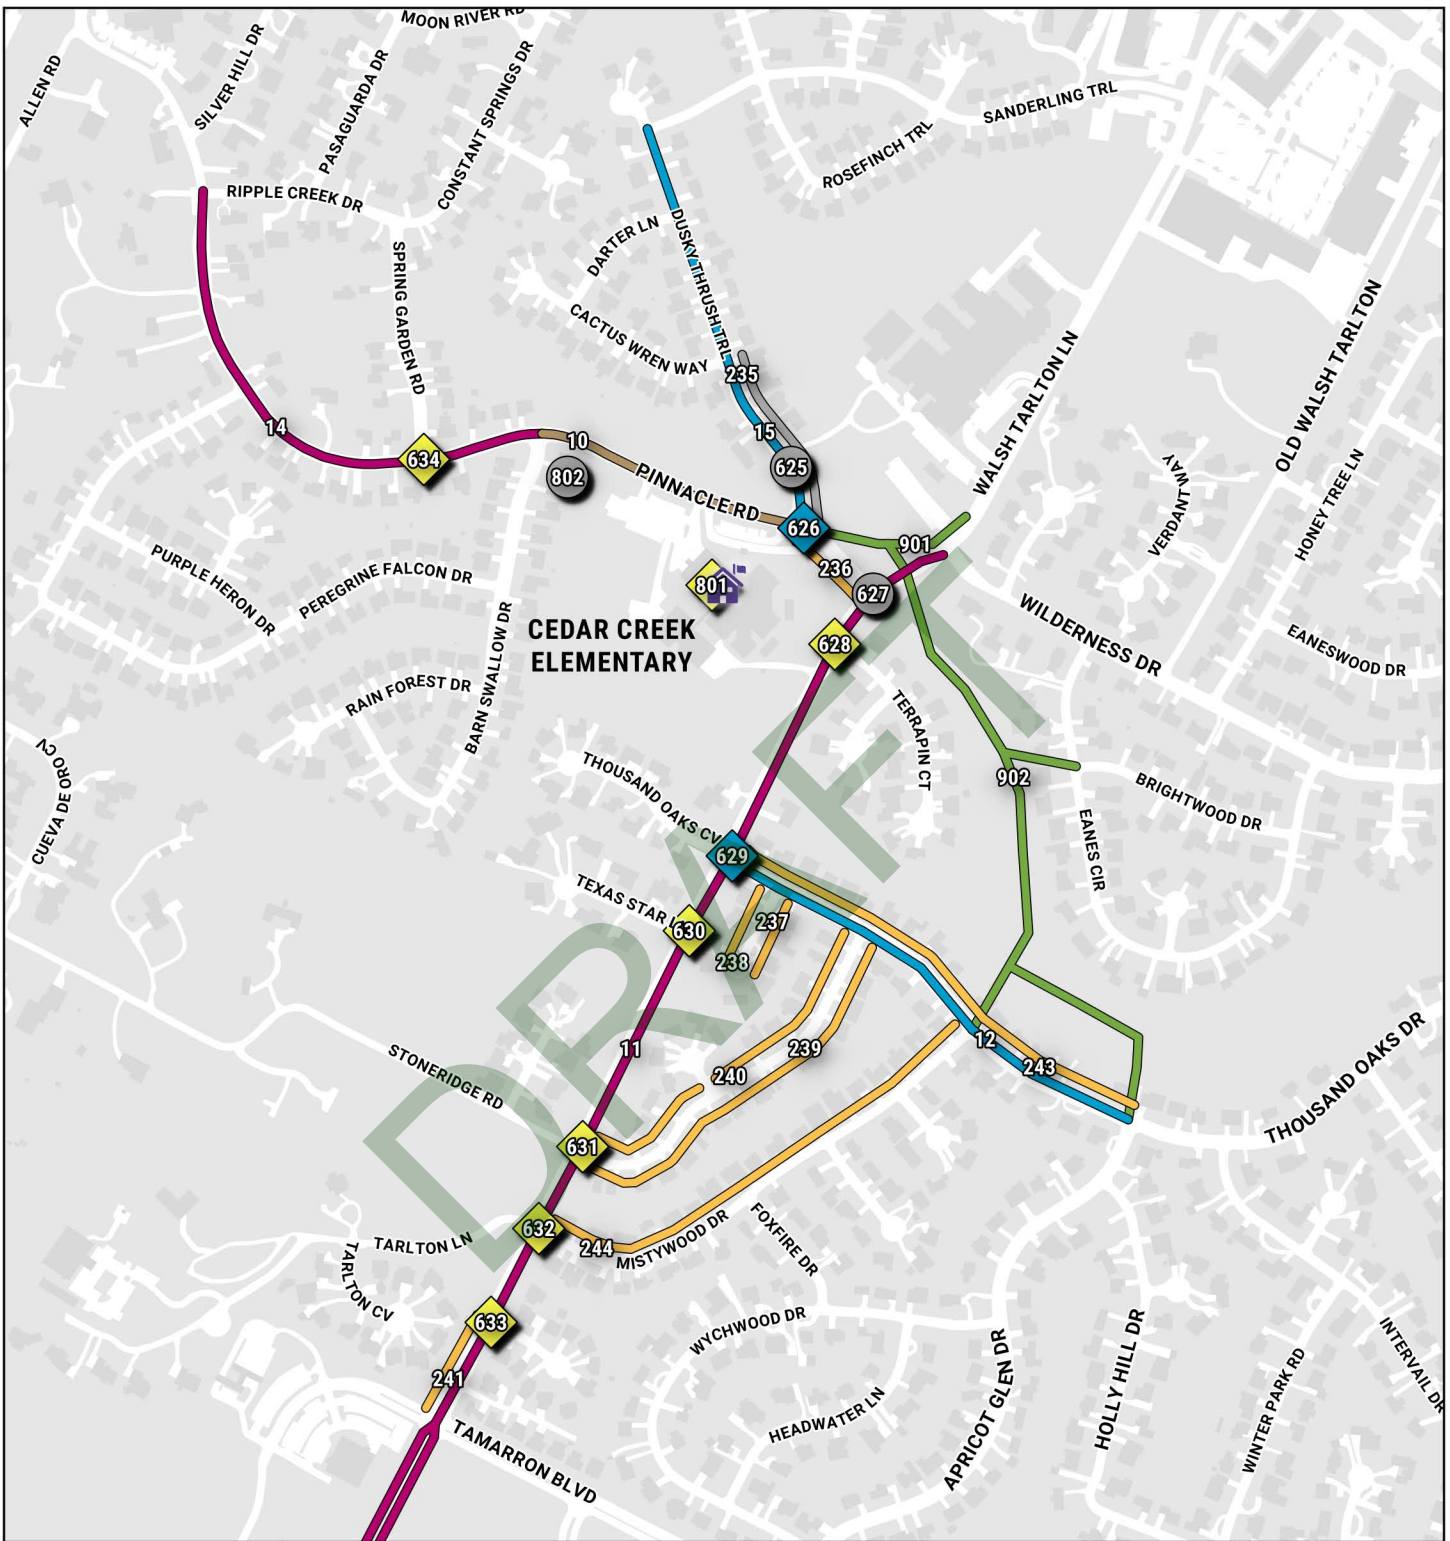 MOON RIVER RD
ALLEN RD
SILVER HILL DR
PASAGUARDA DR
CONSTANT SPRINGS DR
SANDERLING TRL
ROSEFINCH TRL
RIPPLE CREEK DR
DARTER LN
DUSKY THRUSH TRL
SPRING GARDEN RD
CACTUS WREN WAY
WALSH TARLTON LN
OLD WALSH TARLTON
235
14
15
10
634
802
625
PINNACLE RD
VERDANT WAY
HONEY TREE LN
626
901
236
PURPLE HERON DR
PEREGRINE FALCON DR
801
627
CEDAR CREEK
ELEMENTARY
628
WILDERNESS DR
EANESWOOD DR
BARN SWALLOW DR
RAIN FOREST DR
TERRAPIN CT
CUEVA DE ORO CV
THOUSAND OAKS CV
902
BRIGHTWOOD DR
EANES CIR
629
TEXAS STAR
630
237
238
DRAFT
11
12
239
240
243
STONERIDGE RD
THOUSAND OAKS DR
631
632
244
MISTYWOOD DR
FOXFIRE DR
TARLTON LN
TARLTON CV
633
WYCHWOOD DR
241
HEADWATER LN
APRICOT GLEN DR
HOLLY HILL DR
WINTER PARK RD
INTERVAIL DR
TAMARRON BLVD